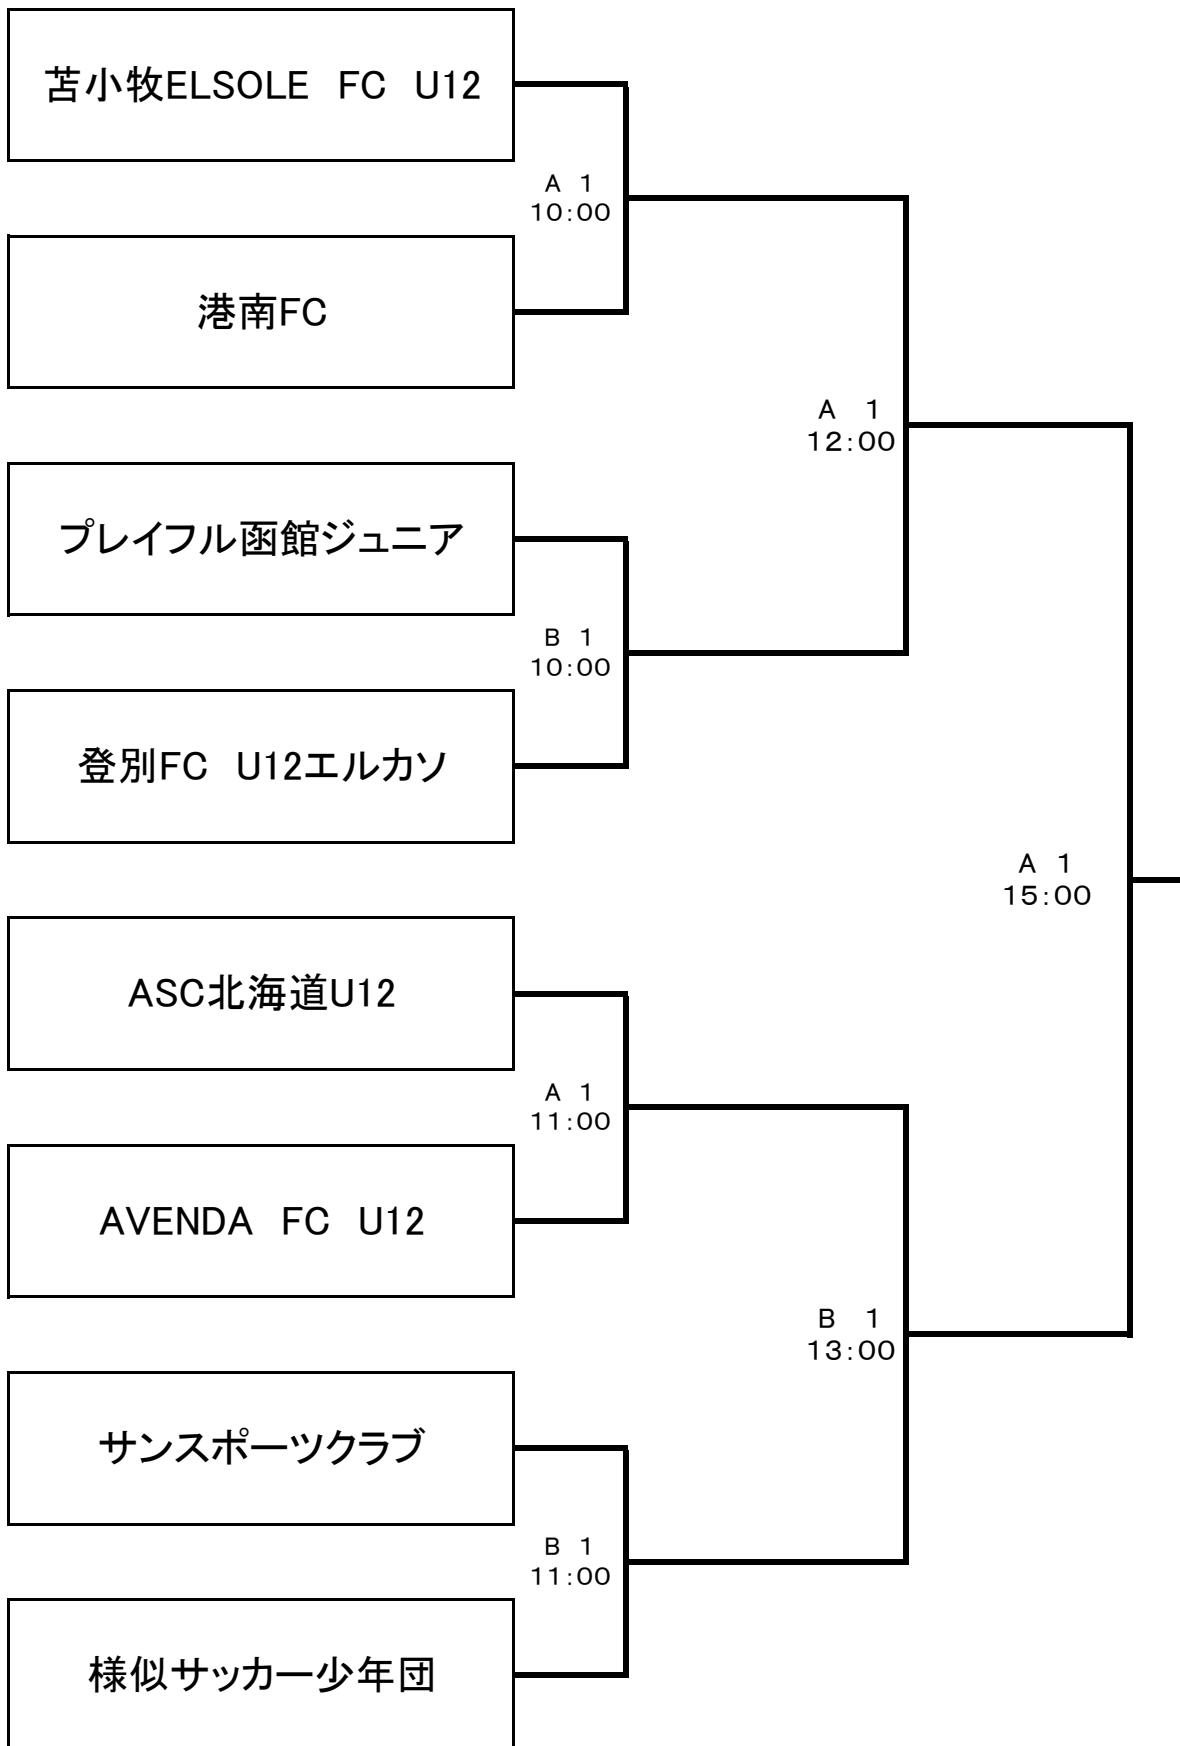 苫小牧ELSOLE　FC　U12
A 1
10:00
港南FC
A 1
12:00
プレイフル函館ジュニア
B 1
10:00
登別FC　U12エルカソ
A 1
15:00
ASC北海道U12
A 1
11:00
AVENDA　FC　U12
B 1
13:00
サンスポーツクラブ
B 1
11:00
様似サッカー少年団